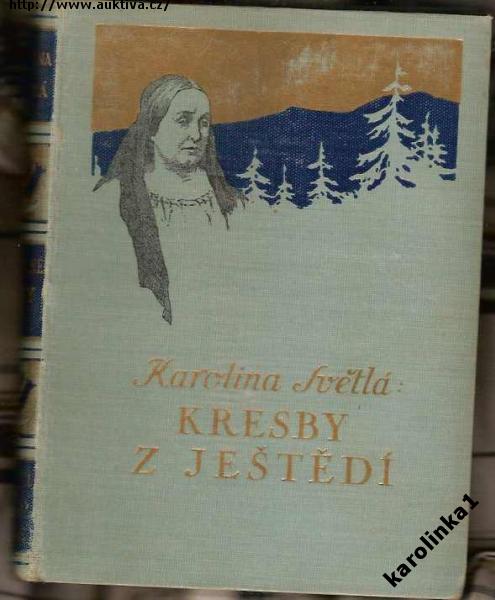 http://www.auktiva.cz/
Karolina Světlá:
KRESBY
Z JEŠTĚDÍ
karolinka1